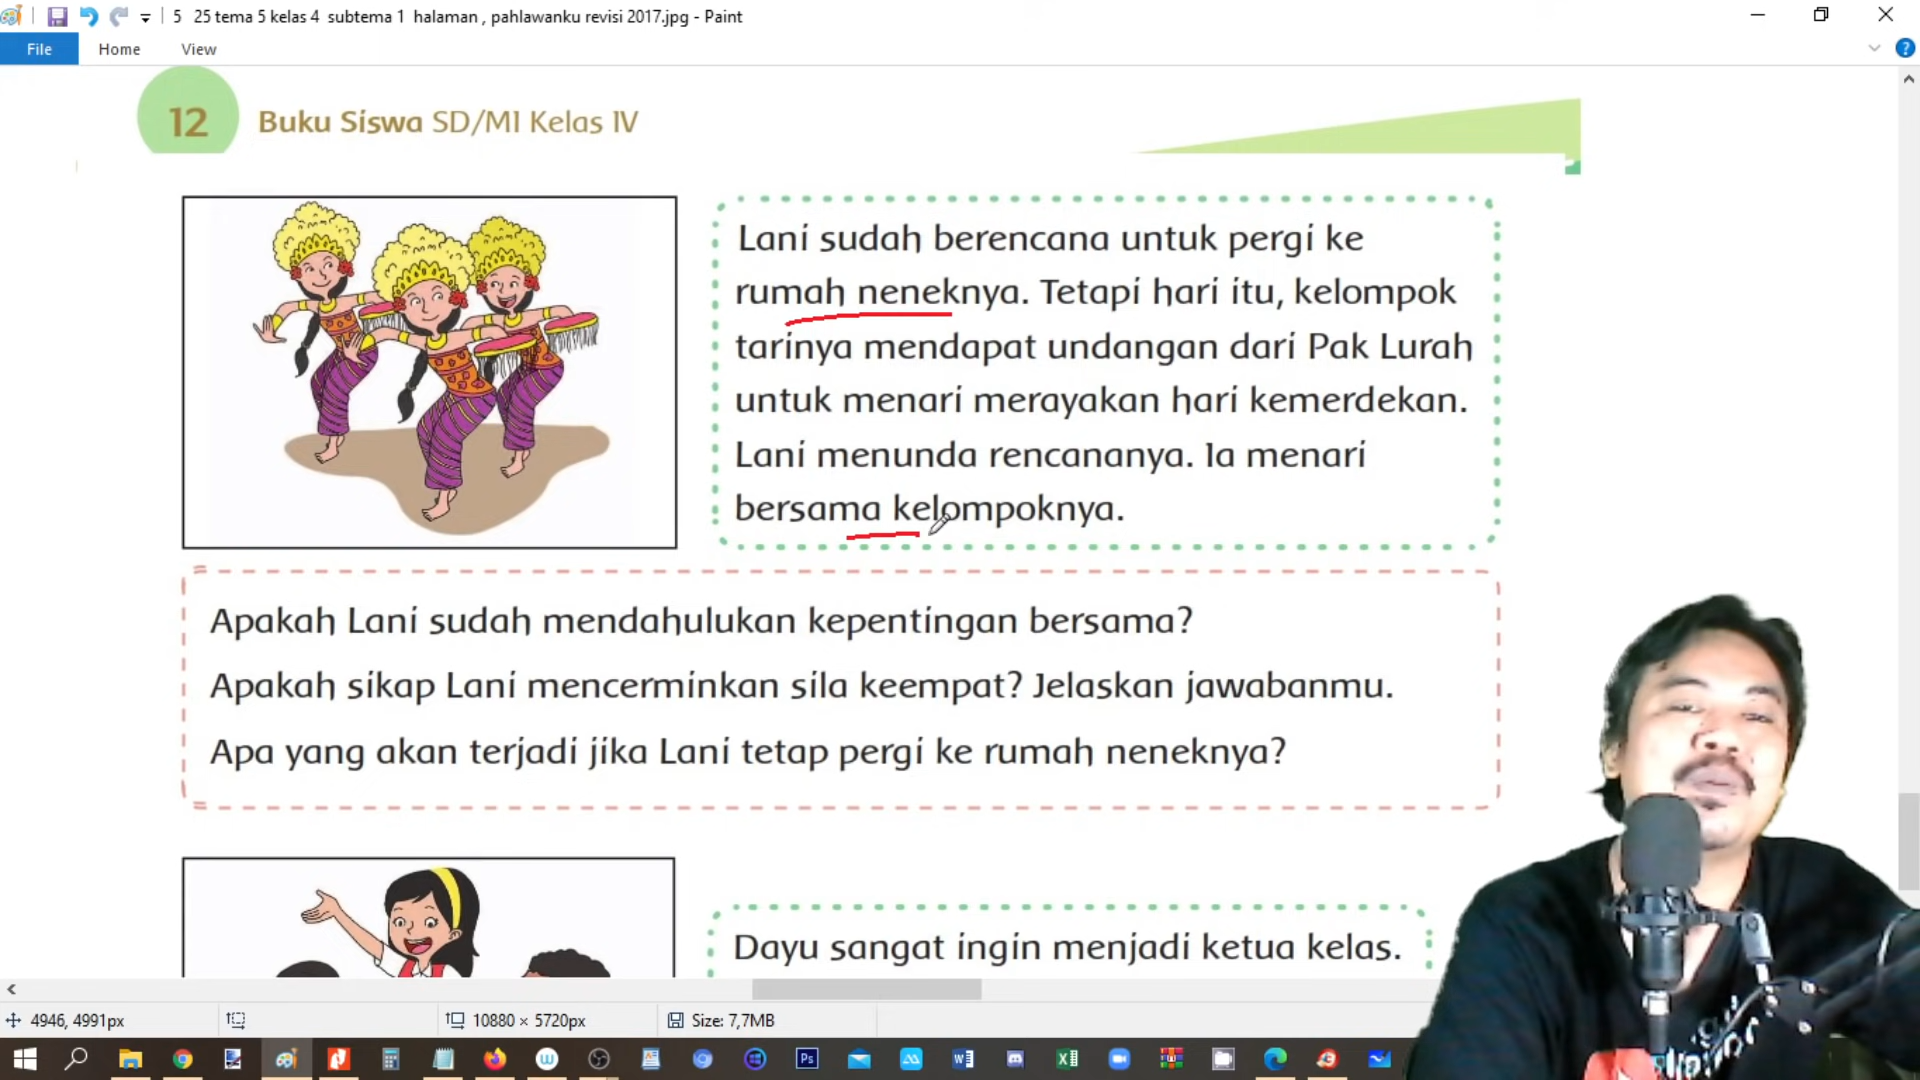 5 25 tema 5 kelas 4 subtema 1 halaman , pahlawanku revisi 2017.jpg - Paint
File Home View
12 Buku Siswa SD/MI Kelas IV
Lani sudah berencana untuk pergi ke
rumah neneknya. Tetapi hari itu, kelompok
tarinya mendapat undangan dari Pak Lurah
untuk menari merayakan hari kemerdekan.
Lani menunda rencananya. Ia menari
bersama kelompoknya.
Apakah Lani sudah mendahulukan kepentingan bersama?
Apakah sikap Lani mencerminkan sila keempat? Jelaskan jawabanmu.
Apa yang akan terjadi jika Lani tetap pergi ke rumah neneknya?
Dayu sangat ingin menjadi ketua kelas.
4946, 4991px 10880 × 5720px Size: 7,7MB
Ps